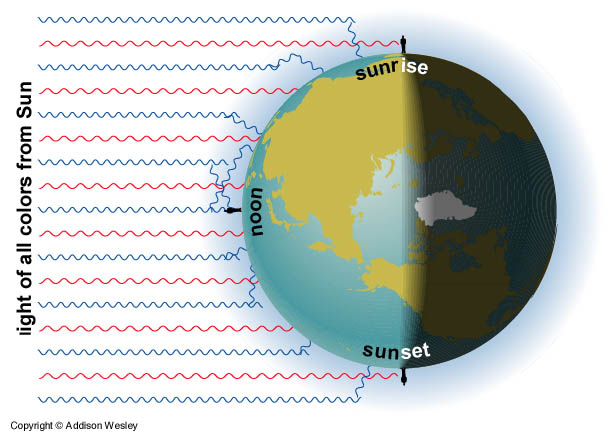 light of all colors from Sun
sunrise
noon
sunset
Copyright © Addison Wesley